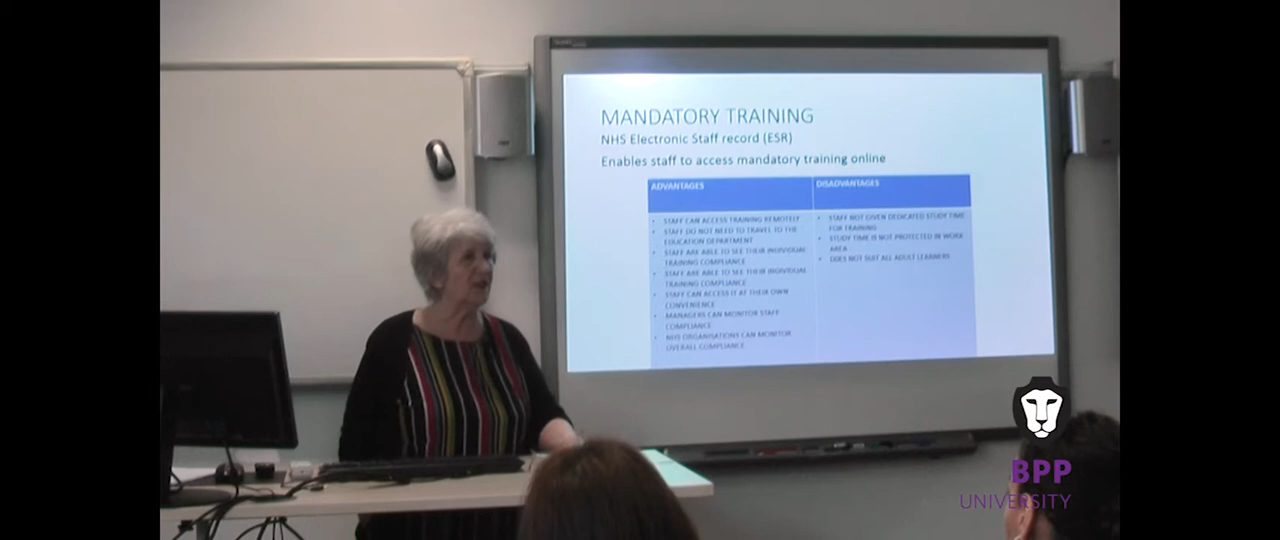 MANDATORY TRAINING
NHS Electronic Staff record (ESR)
Enables staff to access mandatory training online
ADVANTAGES
STAFF CAN ACCESS TRAINING REMOTELY
STAFF DO NOT NEED TO TRAVEL TO THE
EDUCATION DEPARTMENT
STAFF ARE ABLE TO SEE THEIR INDIVIDUAL
TRAINING COMPLIANCE
STAFF ARE ABLE TO SEE THEIR INDIVIDUAL
TRAINING COMPLIANCE
STAFF CAN ACCESS IT AT THEIR OWN
CONVENIENCE
MANAGERS CAN MONITOR STAFF
COMPLIANCE
NHS ORGANISATIONS CAN MONITOR
OVERALL COMPLIANCE
DISADVANTAGES
STAFF NOT GIVEN DEDICATED STUDY TIME
FOR TRAINING
STUDY TIME IS NOT PROTECTED IN WORK
AREA
DOES NOT SUIT ALL ADULT LEARNERS
BPP
UNIVERSITY